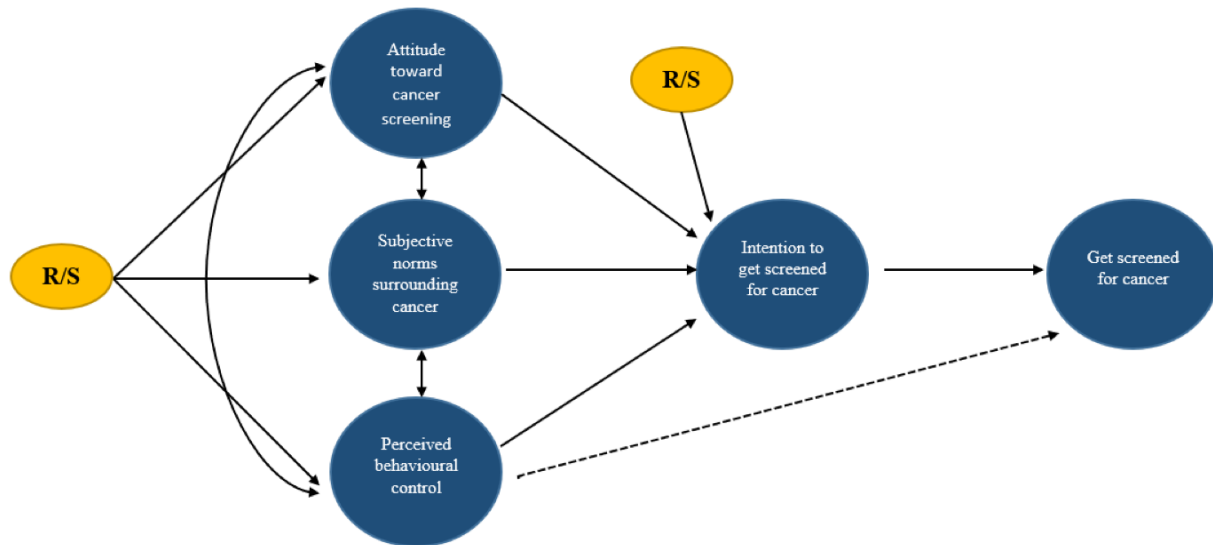 Attitude
toward
cancer
screening
R/S
R/S
Subjective
norms
surrounding
cancer
Intention to
get screened
for cancer
Get screened
for cancer
Perceived
behavioural
control